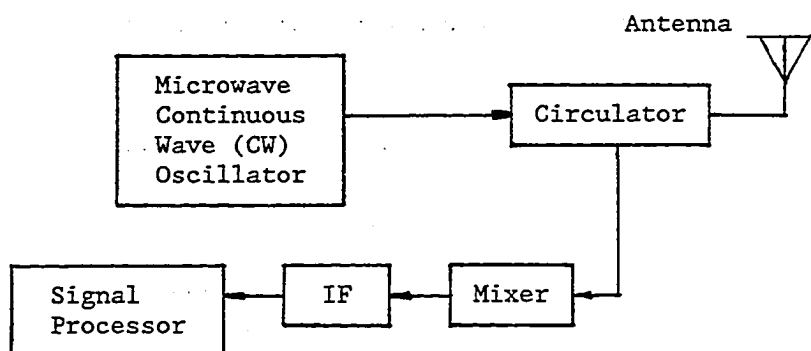 Antenna
Microwave
Continuous
Wave (CW)
Oscillator
Circulator
Signal
Processor
IF
Mixer